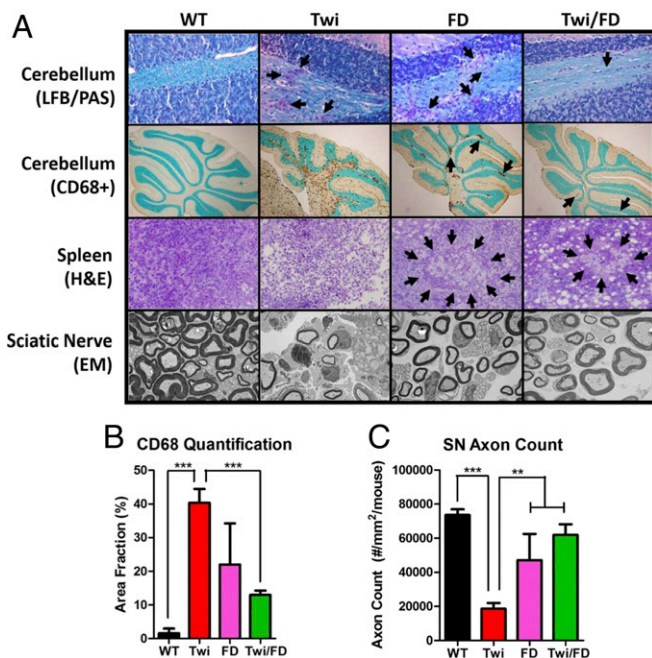 A
WT Twi FD Twi/FD
Cerebellum
(LFB/PAS)
Cerebellum
(CD68+)
Spleen
(H&E)
Sciatic Nerve
(EM)
B
CD68 Quantification
*** ***
Area Fraction (%)
50
40
30
20
10
0
WT Twi FD Twi/FD
C
SN Axon Count
*** **
Axon Count (#/mm²/mouse)
100000
80000
60000
40000
20000
0
WT Twi FD Twi/FD